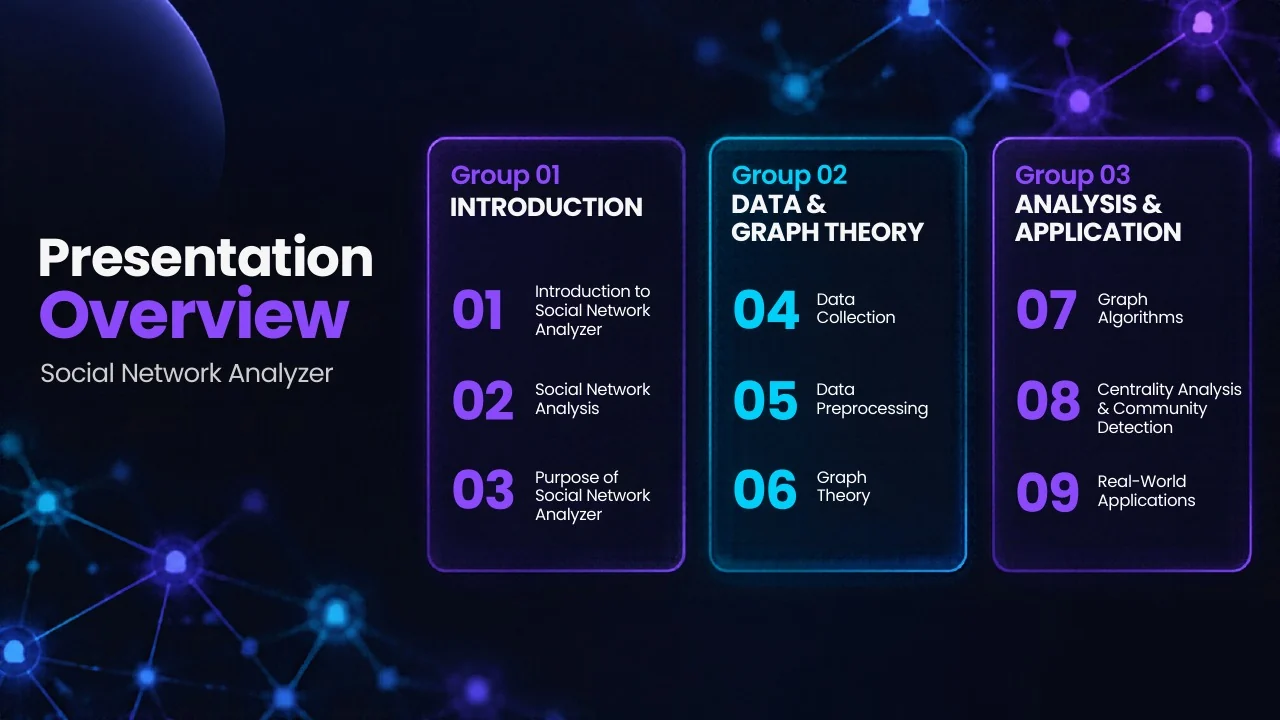 Presentation
Overview
Social Network Analyzer
Group 01
INTRODUCTION
01
Introduction to
Social Network
Analyzer
02
Social Network
Analysis
03
Purpose of
Social Network
Analyzer
Group 02
DATA &
GRAPH THEORY
04
Data
Collection
05
Data
Preprocessing
06
Graph
Theory
Group 03
ANALYSIS &
APPLICATION
07
Graph
Algorithms
08
Centrality Analysis
& Community
Detection
09
Real-World
Applications